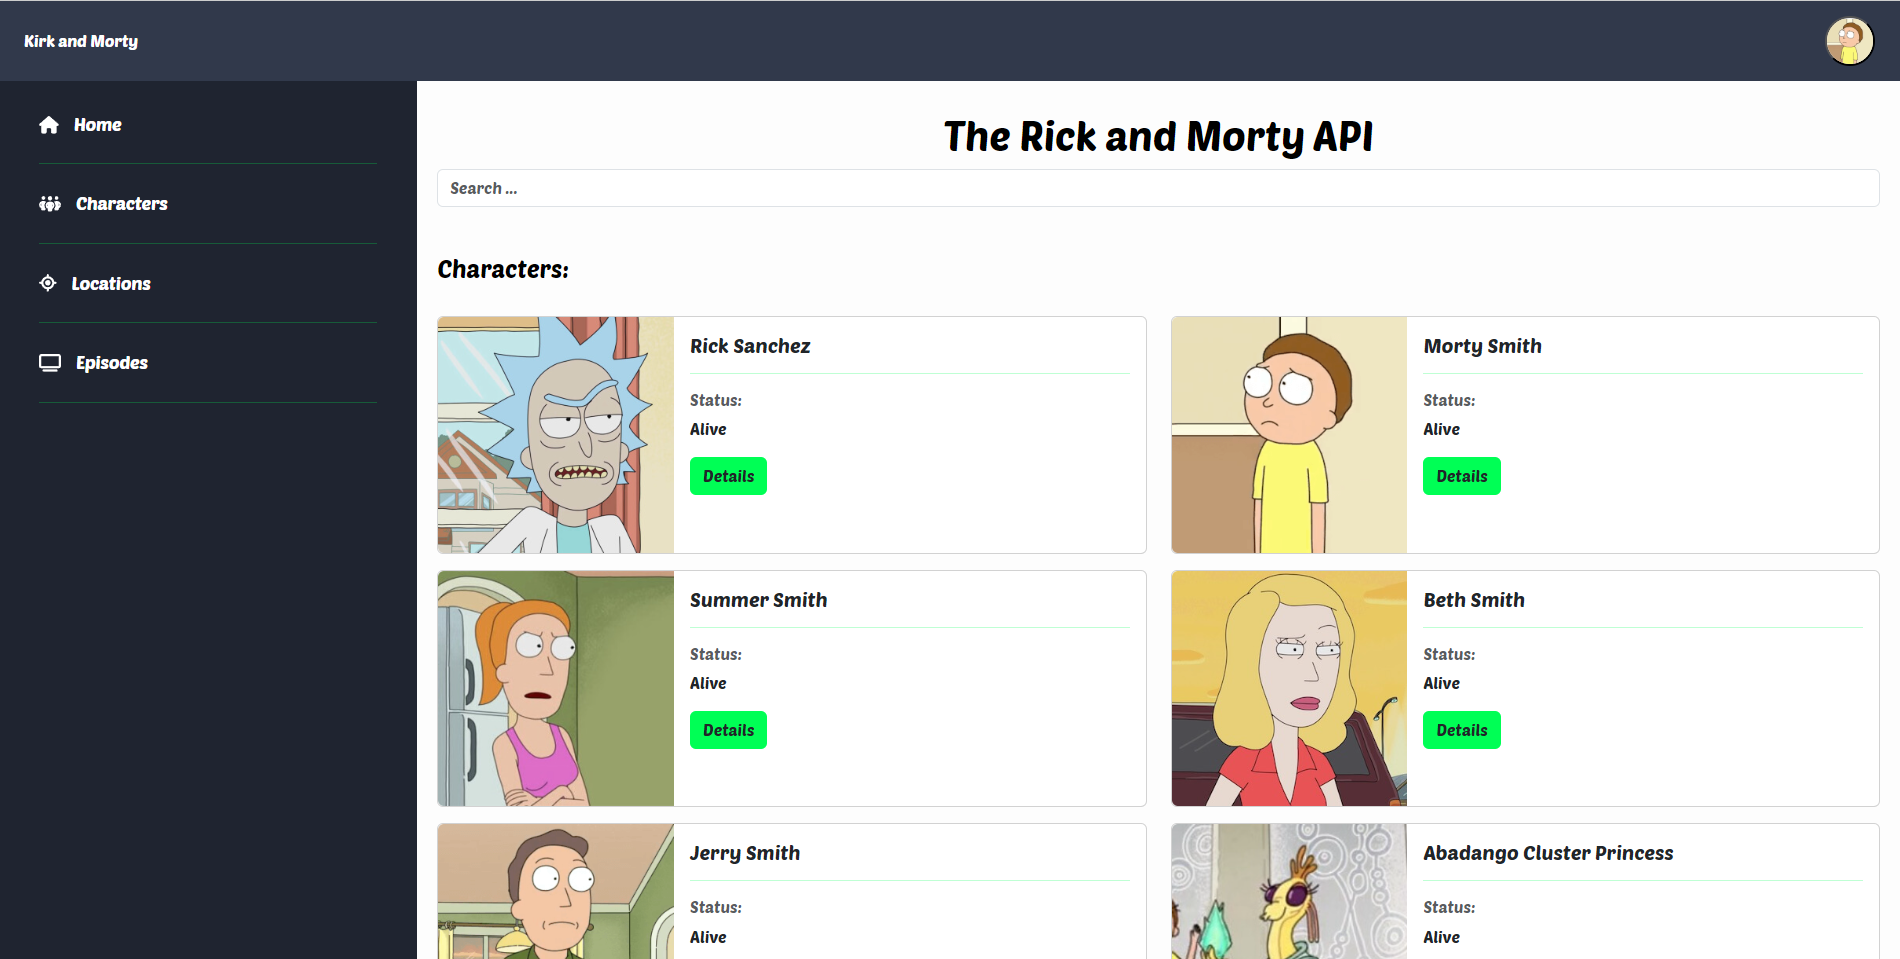 Kirk and Morty
Home
Characters
Locations
Episodes
The Rick and Morty API
Search ...
Characters:
Rick Sanchez
Status:
Alive
Details
Morty Smith
Status:
Alive
Details
Summer Smith
Status:
Alive
Details
Beth Smith
Status:
Alive
Details
Jerry Smith
Status:
Alive
Abadango Cluster Princess
Status:
Alive